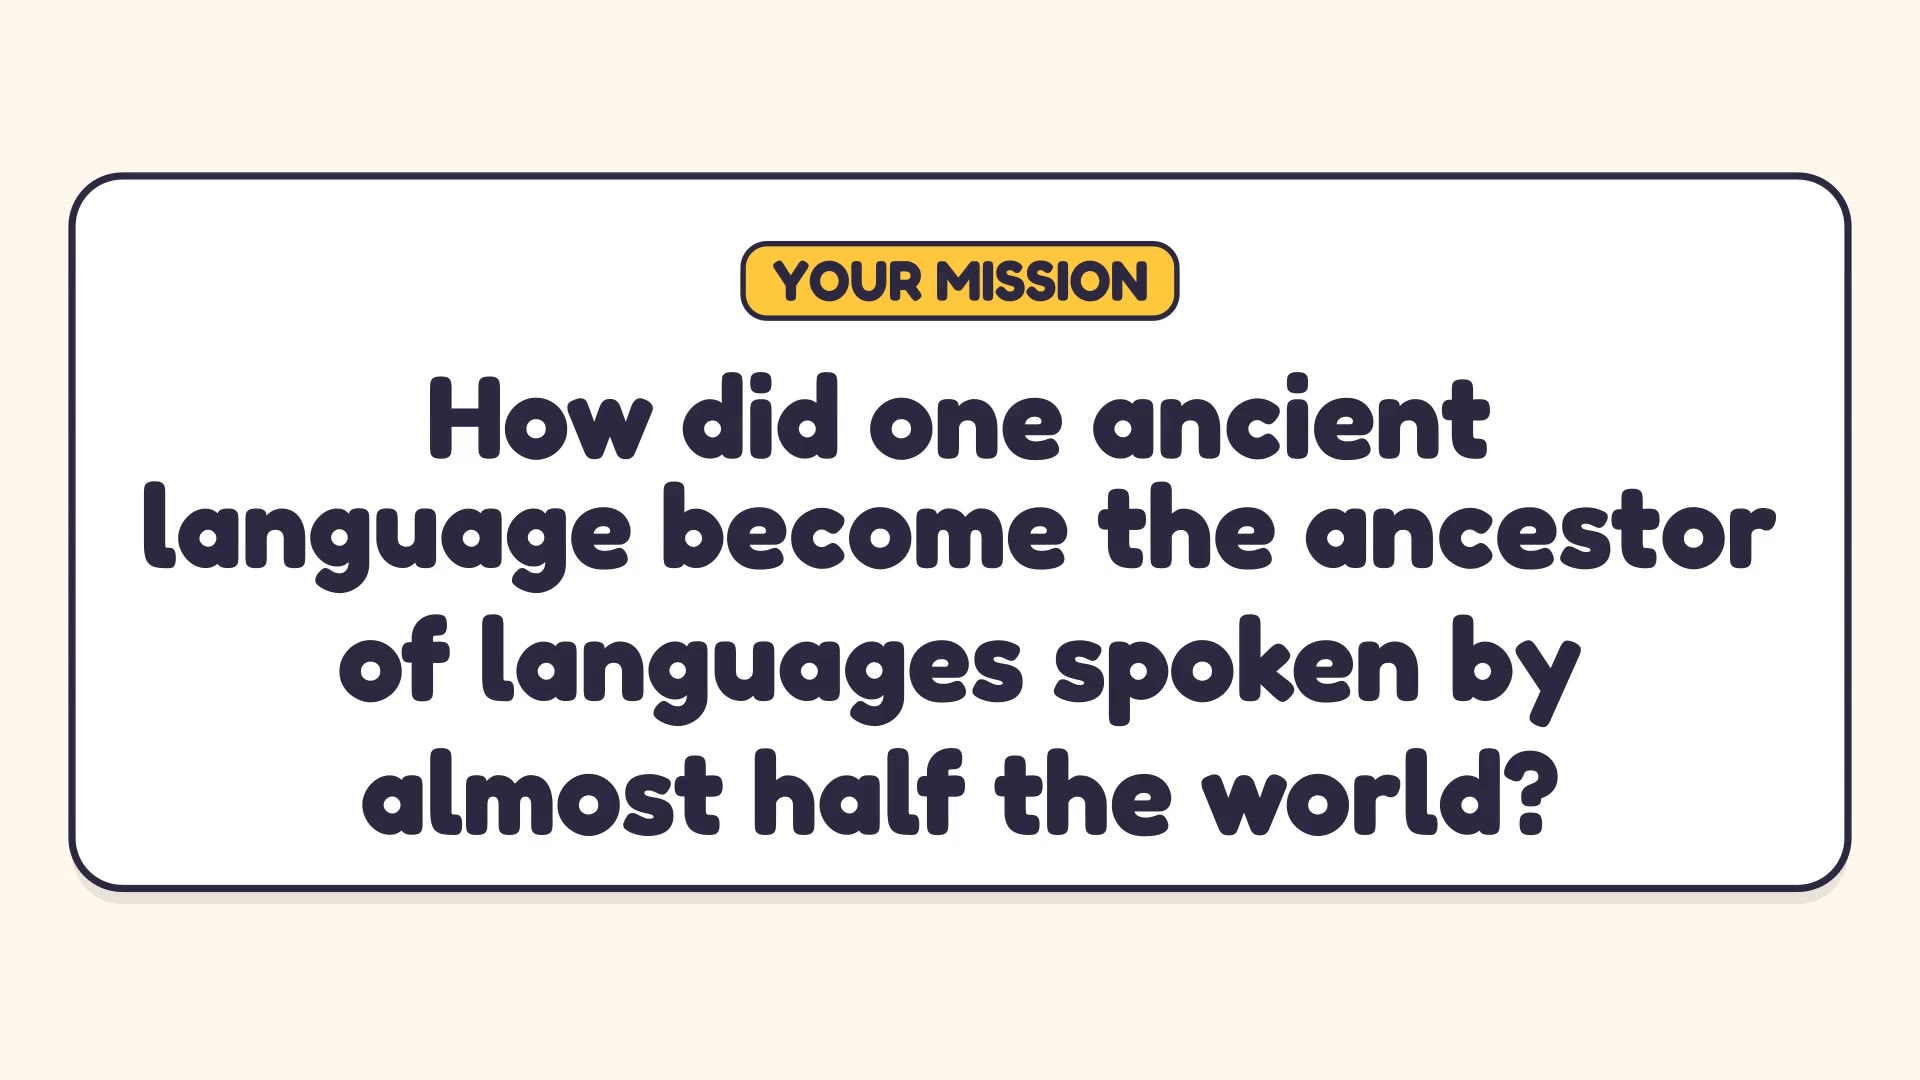 YOUR MISSION
How did one ancient
language become the ancestor
of languages spoken by
almost half the world?